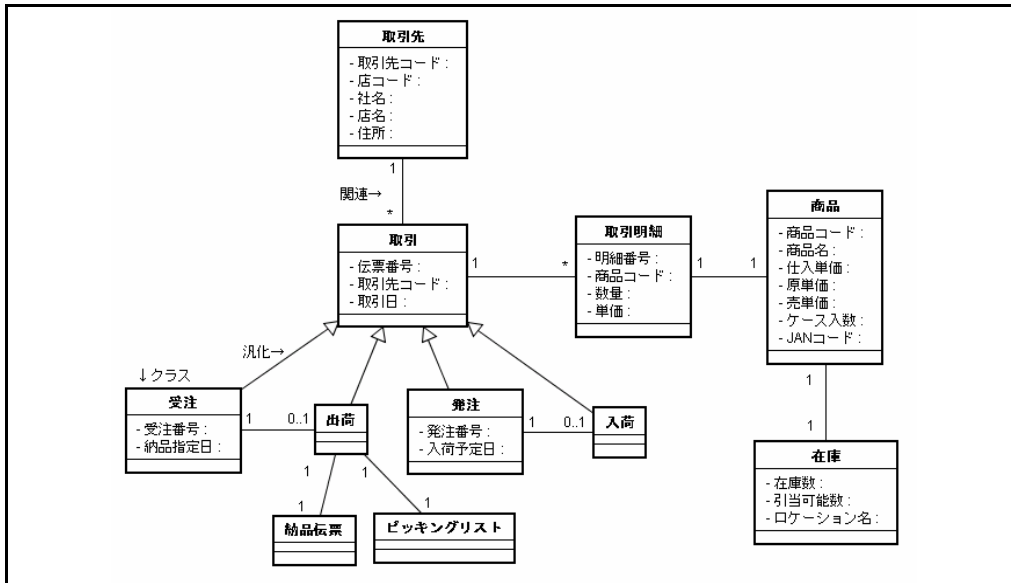 取引先
- 取引先コード :
- 店コード :
- 社名 :
- 店名 :
- 住所 :
1
関連→
*
取引
- 伝票番号 :
- 取引先コード :
- 取引日 :
1
*
取引明細
- 明細番号 :
- 商品コード :
- 数量 :
- 単価 :
1
1
商品
- 商品コード :
- 商品名 :
- 仕入単価 :
- 原単価 :
- 売単価 :
- ケース入数 :
- JANコード :
汎化→
↓クラス
受注
- 受注番号 :
- 納品指定日 :
1
0..1
出荷
発注
- 発注番号 :
- 入荷予定日 :
1
0..1
入荷
1
1
在庫
- 在庫数 :
- 引当可能数 :
- ロケーション名 :
1
1
1
1
納品伝票
ピッキングリスト